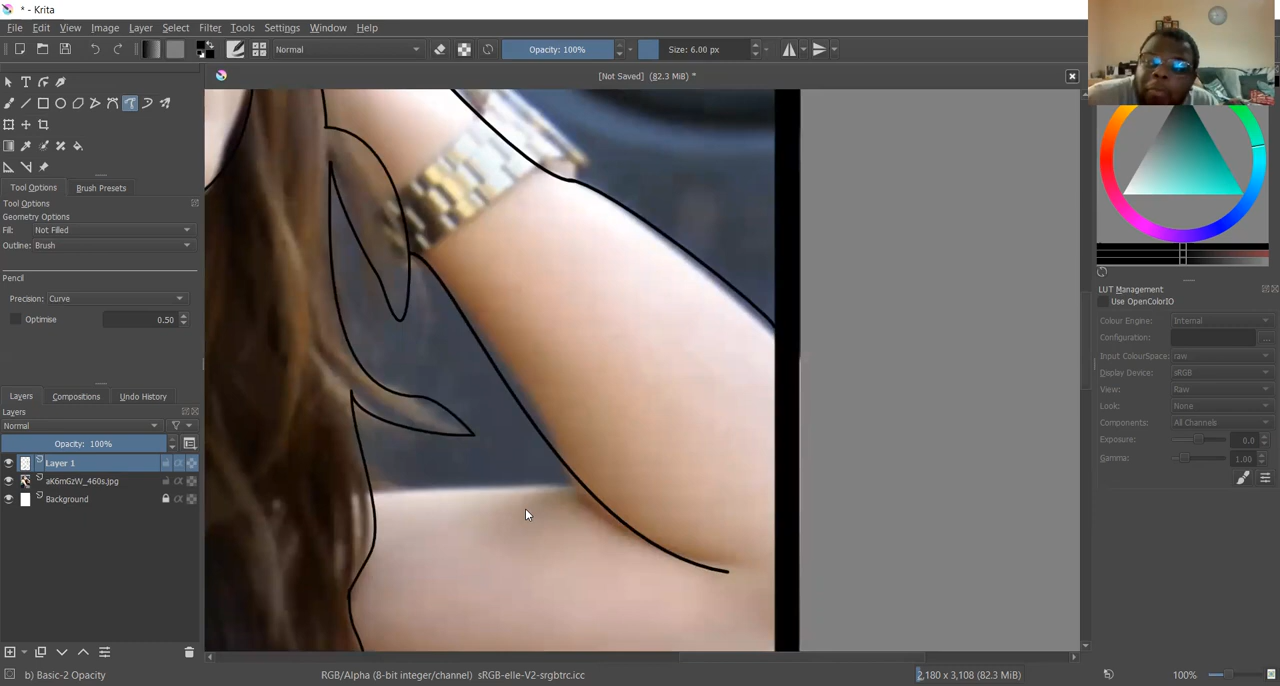 * - Krita
File Edit View Image Layer Select Filter Tools Settings Window Help
Normal Opacity: 100% Size: 6.00 px
[Not Saved] (82.3 MiB) *
Tool Options Brush Presets
Tool Options
Geometry Options
Fill: Not Filled
Outline: Brush
Pencil
Precision: Curve
Optimise 0.50
Layers Compositions Undo History
Layers
Normal
Opacity: 100%
Layer 1
aK6mGzW_460s.jpg
Background
LUT Management
Use OpenColorIO
Colour Engine: Internal
Configuration: ...
Input ColourSpace: raw
Display Device: sRGB
View: Raw
Look: None
Components: All Channels
Exposure: 0.0
Gamma: 1.00
b) Basic-2 Opacity RGB/Alpha (8-bit integer/channel) sRGB-elle-V2-srgbtrc.icc 2,180 x 3,108 (82.3 MiB) 100%